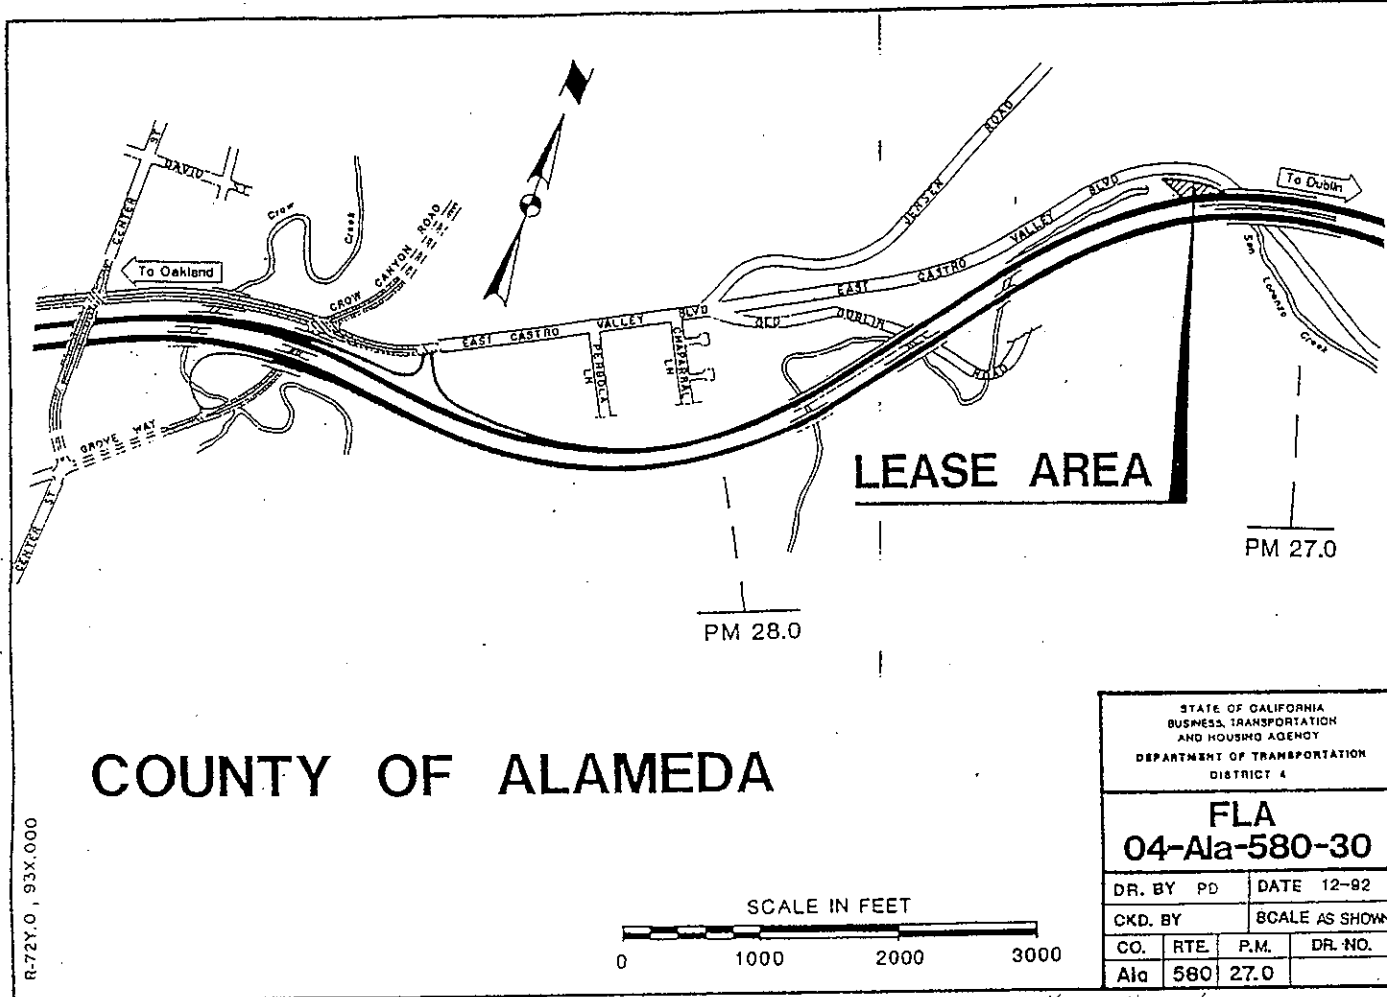 CENTER ST
DAVID
CT
Crow
Creek
To Oakland
CROW CANYON ROAD
EAST CASTRO VALLEY BLVD
PERGOLA LN
CHAPARRAL LN
OLD DUBLIN ROAD
JENSEN ROAD
EAST CASTRO VALLEY BLVD
To Dublin
San Lorenzo Creek
GROVE WAY
CENTER ST
LEASE AREA
PM 27.0
PM 28.0
COUNTY OF ALAMEDA
SCALE IN FEET
0 1000 2000 3000
R-72Y.0 , 93X.000
STATE OF CALIFORNIA
BUSINESS, TRANSPORTATION
AND HOUSING AGENCY
DEPARTMENT OF TRANSPORTATION
DISTRICT 4
FLA
04-Ala-580-30
DR. BY PD DATE 12-92
CKD. BY SCALE AS SHOWN
CO. RTE. P.M. DR. NO.
Ala 580 27.0